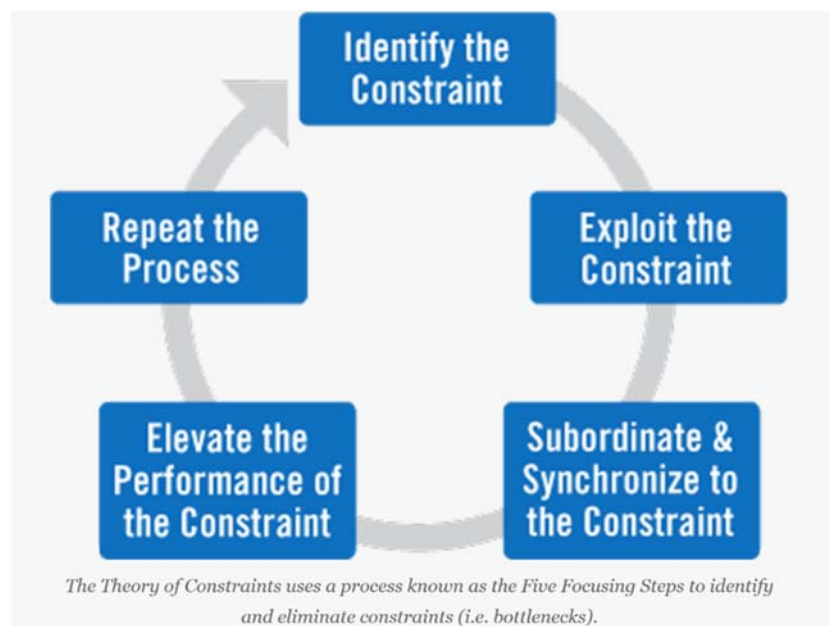 Identify the
Constraint
Exploit the
Constraint
Subordinate &
Synchronize to
the Constraint
Elevate the
Performance of
the Constraint
Repeat the
Process
The Theory of Constraints uses a process known as the Five Focusing Steps to identify
and eliminate constraints (i.e. bottlenecks).